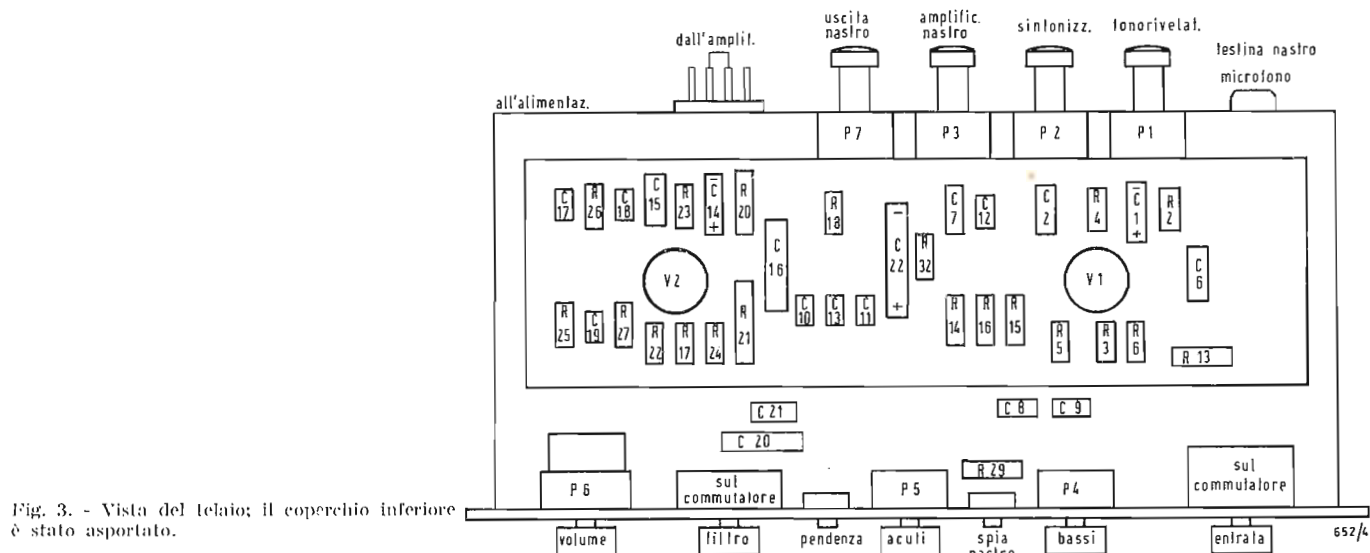 uscita nastro
amplific. nastro
sintonizz.
tonorivelat.
dall'amplif.
testina nastro
microfono
all'alimentaz.
P7
P3
P2
P1
C 17
R 26
C 18
C 15
R 23
- C 14 +
R 20
R 18
C 7
C 12
C 2
R 4
- C 1 +
R 2
C 16
- C 22 +
R 32
V2
V1
C 6
R 25
C 19
R 27
R 22
R 17
R 24
R 21
C 10
C 13
C 11
R 14
R 16
R 15
R 5
R 3
R 6
R 13
C 21
C 8
C 9
C 20
R.29
P6
sul commutatore
P5
P4
sul commutatore
volume
filtro
pendenza
acuti
spia nastro
bassi
entrata
652/4
Fig. 3. - Vista del telaio; il coperchio inferiore
è stato asportato.